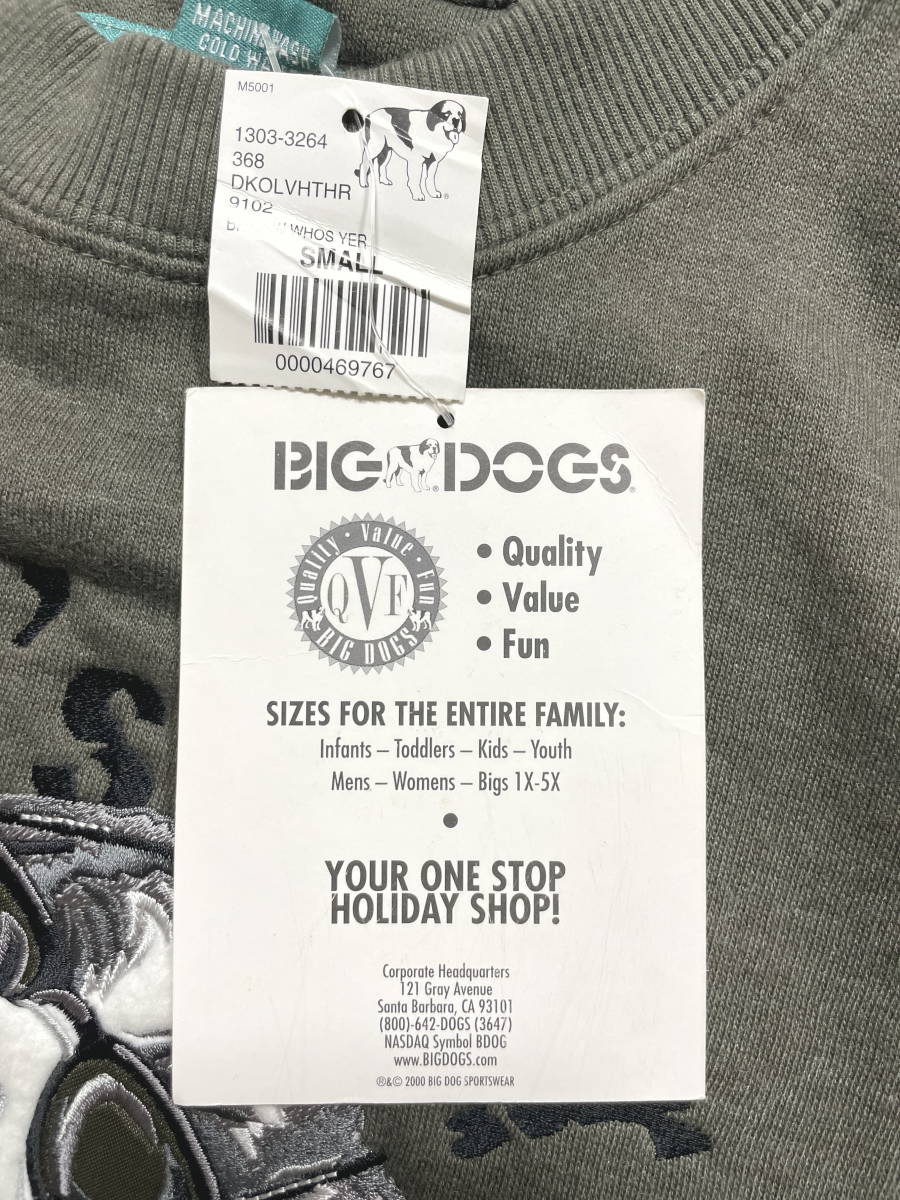 MACHINE WASH
COLD
M5001
1303-3264
368
DKOLVHTHR
9102
WHOS YER
SMALL
®
0000469767
BIG DOGS®
Quality • Value • Fun
QVF
BIG DOGS
• Quality
• Value
• Fun
SIZES FOR THE ENTIRE FAMILY:
Infants – Toddlers – Kids – Youth
Mens – Womens – Bigs 1X-5X
•
YOUR ONE STOP
HOLIDAY SHOP!
Corporate Headquarters
121 Gray Avenue
Santa Barbara, CA 93101
(800)-642-DOGS (3647)
NASDAQ Symbol BDOG
www.BIGDOGS.com
®&© 2000 BIG DOG SPORTSWEAR
S